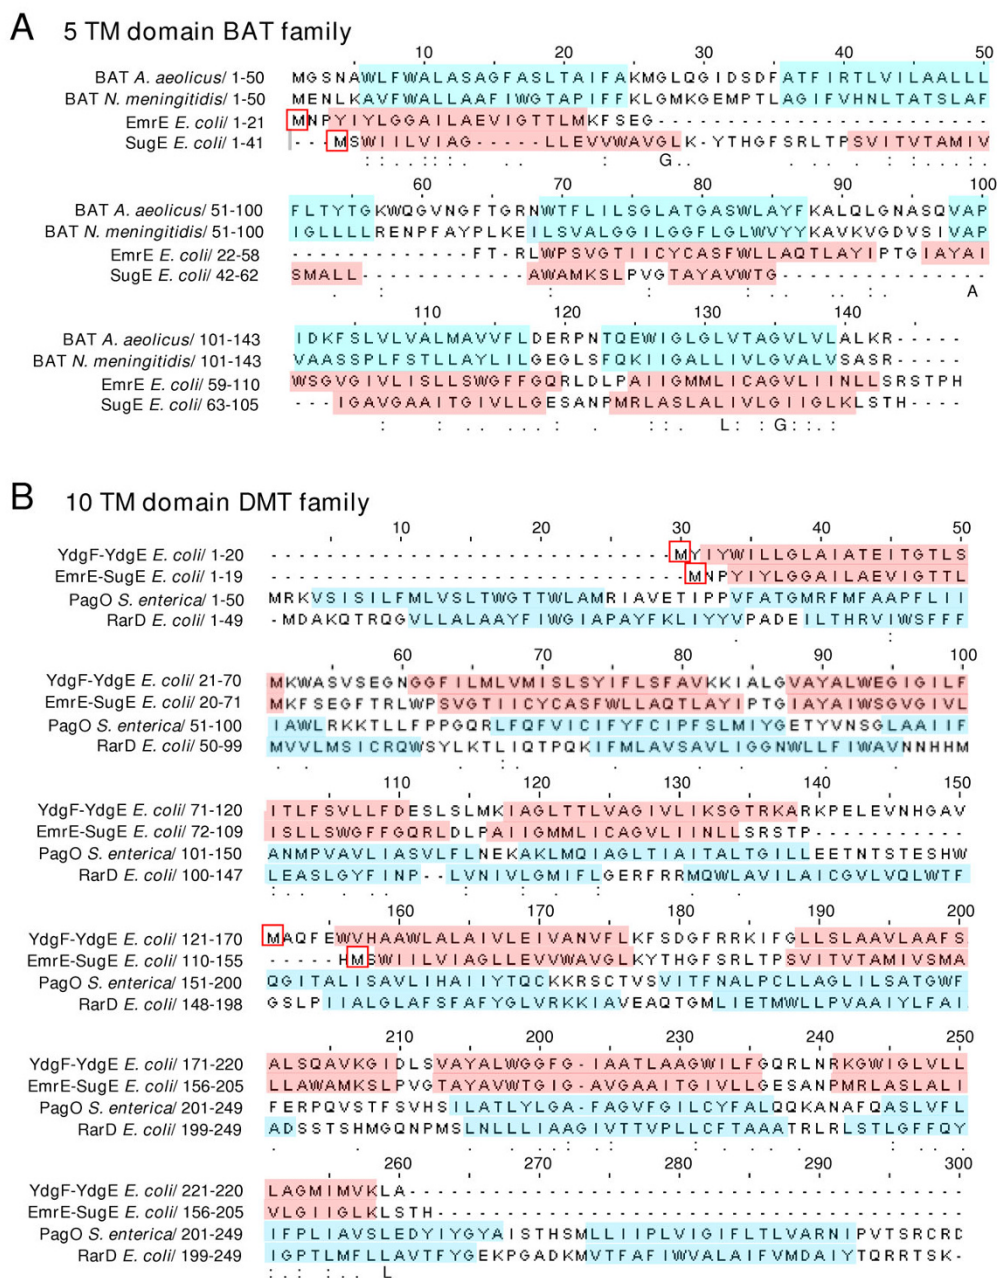 A 5 TM domain BAT family
10 20 30 40 50
BAT A. aeolicus/ 1-50 MGSNAWLFWALASAGFASLTAIFAKMGLQGIDSDFATFIRTLVILAALLL
BAT N. meningitidis/ 1-50 MENLKAVFWALLAAFIWGTAPIFFKLGMKGEMPTLAGIFVHNLTATSLAF
EmrE E. coli/ 1-21 MNPYIYLGGAILAEVIGTTLMKFSEG------------------------
SugE E. coli/ 1-41 ---MSWIILVIAG-----LLEVVWAVGLK-YTHGFSRLTPSVITVTAMIV
G
60 70 80 90 100
BAT A. aeolicus/ 51-100 FLTYTGKWQGVNGFTGRNWTFLILSGLATGASWLAYFKALQLGNASQVAP
BAT N. meningitidis/ 51-100 IGLLLLRENPFAYPLKEILSVALGGILGGFLGWVYYKAVKVGDVSIVAP
EmrE E. coli/ 22-58 -------------FT-RLWPSVGTIICYCASFWLLAQTLAYIPTGIAYAI
SugE E. coli/ 42-62 SMALL------------AWAMKSLPVGTAYAVWTG---------------
A
110 120 130 140
BAT A. aeolicus/ 101-143 IDKFSLVLVALMAVVFLDERPNTQEWIGLGLVTAGVLVLALKR-----
BAT N. meningitidis/ 101-143 VAASSPLFSTLLAYLILGEGLSFQKIIGALLIVLGVALVSASR-----
EmrE E. coli/ 59-110 WSGVGIVLISLLSWGFFGQRLDLPAIIGMMLICAGVLIINLLSRSTPH
SugE E. coli/ 63-105 ---IGAVGAAITGIVLLGESANPMRLASLALIVLGIIGLKLSTH----
L G
B 10 TM domain DMT family
10 20 30 40 50
YdgF-YdgE E. coli/ 1-20 -----------------------------MYIYWILLGLAIATEITGTLS
EmrE-SugE E. coli/ 1-19 ------------------------------MNPYIYLGGAILAEVIGTTL
PagO S. enterica/ 1-50 MRKVSISILFMLVSLTWGTTWLAMRIAVETIPPVFATGMRFMFAAPFLII
RarD E. coli/ 1-49 -MDAKQTRQGVLLALAAYFIWGIAPAYFKLIYYVPADEILTHRVIWSFFF
60 70 80 90 100
YdgF-YdgE E. coli/ 21-70 MKWASVSEGNGGFILMLVMISLSYIFLSFAVKKIALGVAYALWEGIGILF
EmrE-SugE E. coli/ 20-71 MKFSEGFTRLWPSVGTIICYCASFWLLAQTLAYIPTGIAYAIWSGVGIVL
PagO S. enterica/ 51-100 IAWLRKKTLLFPPGQRLFQFVICIFYFCIPFSLMIYGETYVNSGLAAIIF
RarD E. coli/ 50-99 MVVLMSICRQWSYLKTLIQTPQKIFMLAVSAVLIGGNWLLFIWAVNNHHM
110 120 130 140 150
YdgF-YdgE E. coli/ 71-120 ITLFSVLLFDESLSLMKIAGLTTLVAGIVLIKSGTRKARKPELEVNHGAV
EmrE-SugE E. coli/ 72-109 ISLLSWGFFGQRLDLPAIIGMMLICAGVLIINLLSRSTP-----------
PagO S. enterica/ 101-150 ANMPVAVLIASVLFLNEKAKLMQIAGLTIAITALTGILLEETNTSTESHW
RarD E. coli/ 100-147 LEASLGYFINP--LVNIVLGMIFLGERFRRMQWLAVILAICGVLVQLWTF
160 170 180 190 200
YdgF-YdgE E. coli/ 121-170 MAQFEWVHAAWLALAIVLEIVANVFLKFSDGFRRKIFGLLSLAAVLAAFS
EmrE-SugE E. coli/ 110-155 -----HMSWIILVIAGLLEVVWAVGLKYTHGFSRLTPSVITVTAMIVSMA
PagO S. enterica/ 151-200 QGITALISAVLIHAIIYTQCKKRSCTVSVITFNALPCLLAGLILSATGWF
RarD E. coli/ 148-198 GSLPIIALGLAFSFAFYGLVRKKIAVEAQTGMLIETMWLLPVAAIYLFAI
210 220 230 240 250
YdgF-YdgE E. coli/ 171-220 ALSQAVKGIDLSVAYALWGGFG-IAATLAAGWILFGQRLNRKGWIGLVLL
EmrE-SugE E. coli/ 156-205 LLAWAMKSLPVGTAYAVWTGIG-AVGAAITGIVLLGESANPMRLASLALI
PagO S. enterica/ 201-249 FERPQVSTFSVHSILATLYLGA-FAGVFGILCYFALQQKANAFQASLVFL
RarD E. coli/ 199-249 ADSSTSHMGQNPMSLNLLLIAAGIVTTVPLLCFTAAATRLRLSTLGFFQY
260 270 280 290 300
YdgF-YdgE E. coli/ 221-220 LAGMIMVKLA----------------------------------------
EmrE-SugE E. coli/ 156-205 VLGIIGLKLSTH--------------------------------------
PagO S. enterica/ 201-249 IFPLIAVSLEDYIYGYAISTHSMLLIIPLVIGIFLTLVARNIPVTSRCRD
RarD E. coli/ 199-249 IGPTLMFLLAVTFYGEKPGADKMVTFAFIWVALAIFVMDAIYTQRRTSK-
L